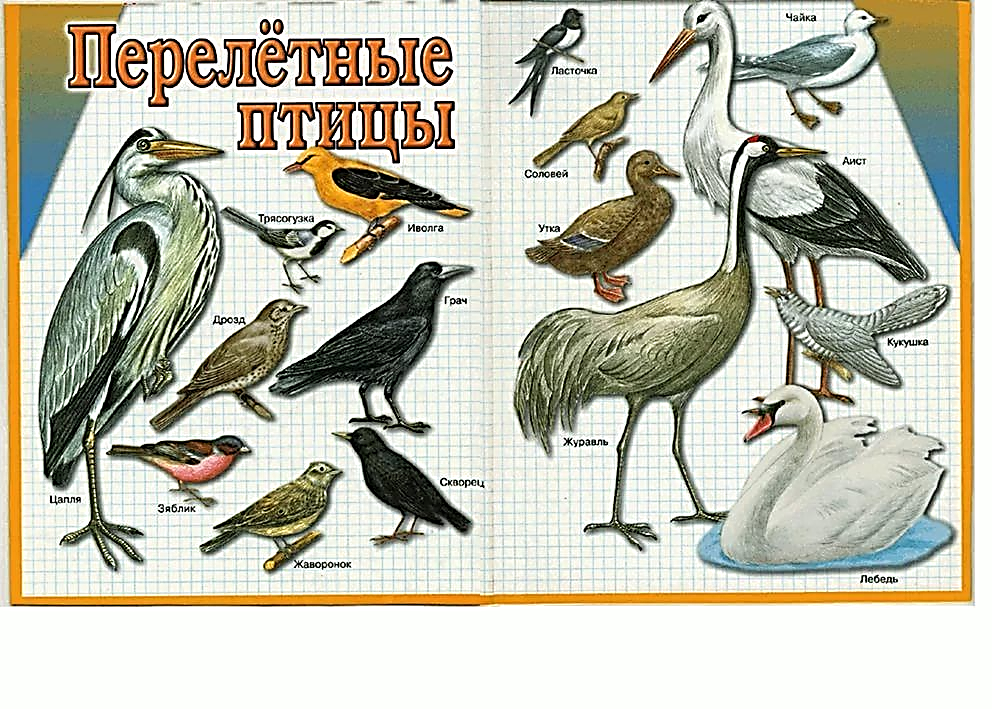 Перелётные
птицы
Трясогузка
Иволга
Дрозд
Грач
Цапля
Зяблик
Скворец
Жаворонок
Чайка
Ласточка
Соловей
Аист
Утка
Кукушка
Журавль
Лебедь